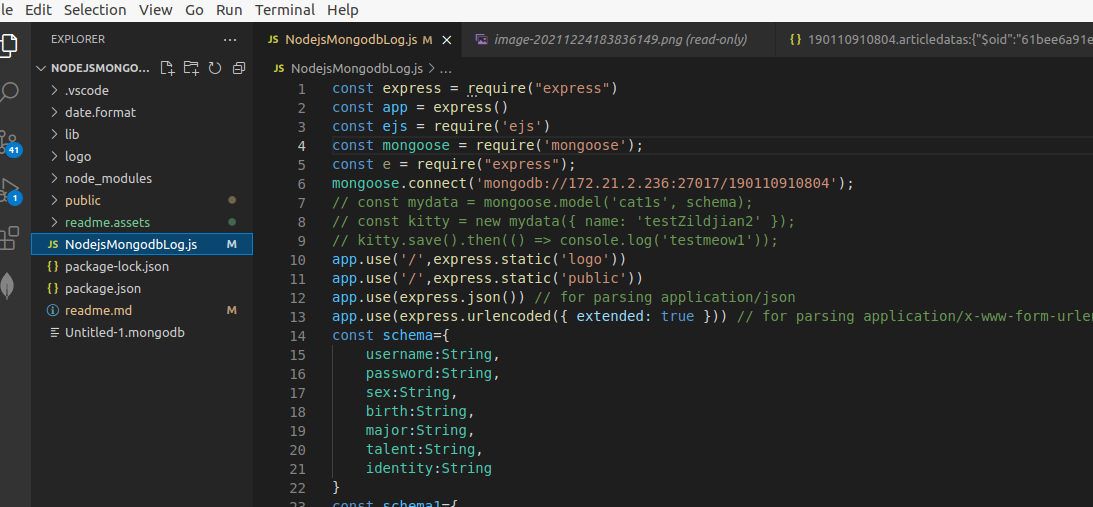 le Edit Selection View Go Run Terminal Help
EXPLORER ...
JS NodejsMongodbLog.js M
image-20211224183836149.png (read-only)
{} 190110910804.articledatas:{"$oid":"61bee6a91e
NODEJSMONGO...
JS NodejsMongodbLog.js > ...
.vscode
date.format
lib
logo
node_modules
public
readme.assets
JS NodejsMongodbLog.js M
{} package-lock.json
{} package.json
readme.md M
Untitled-1.mongodb
41
1
1 const express = require("express")
2 const app = express()
3 const ejs = require('ejs')
4 const mongoose = require('mongoose');
5 const e = require("express");
6 mongoose.connect('mongodb://172.21.2.236:27017/190110910804');
7 // const mydata = mongoose.model('cat1s', schema);
8 // const kitty = new mydata({ name: 'testZildjian2' });
9 // kitty.save().then(() => console.log('testmeow1'));
10 app.use('/',express.static('logo'))
11 app.use('/',express.static('public'))
12 app.use(express.json()) // for parsing application/json
13 app.use(express.urlencoded({ extended: true })) // for parsing application/x-www-form-urle
14 const schema={
15 username:String,
16 password:String,
17 sex:String,
18 birth:String,
19 major:String,
20 talent:String,
21 identity:String
22 }
23 const schema1={